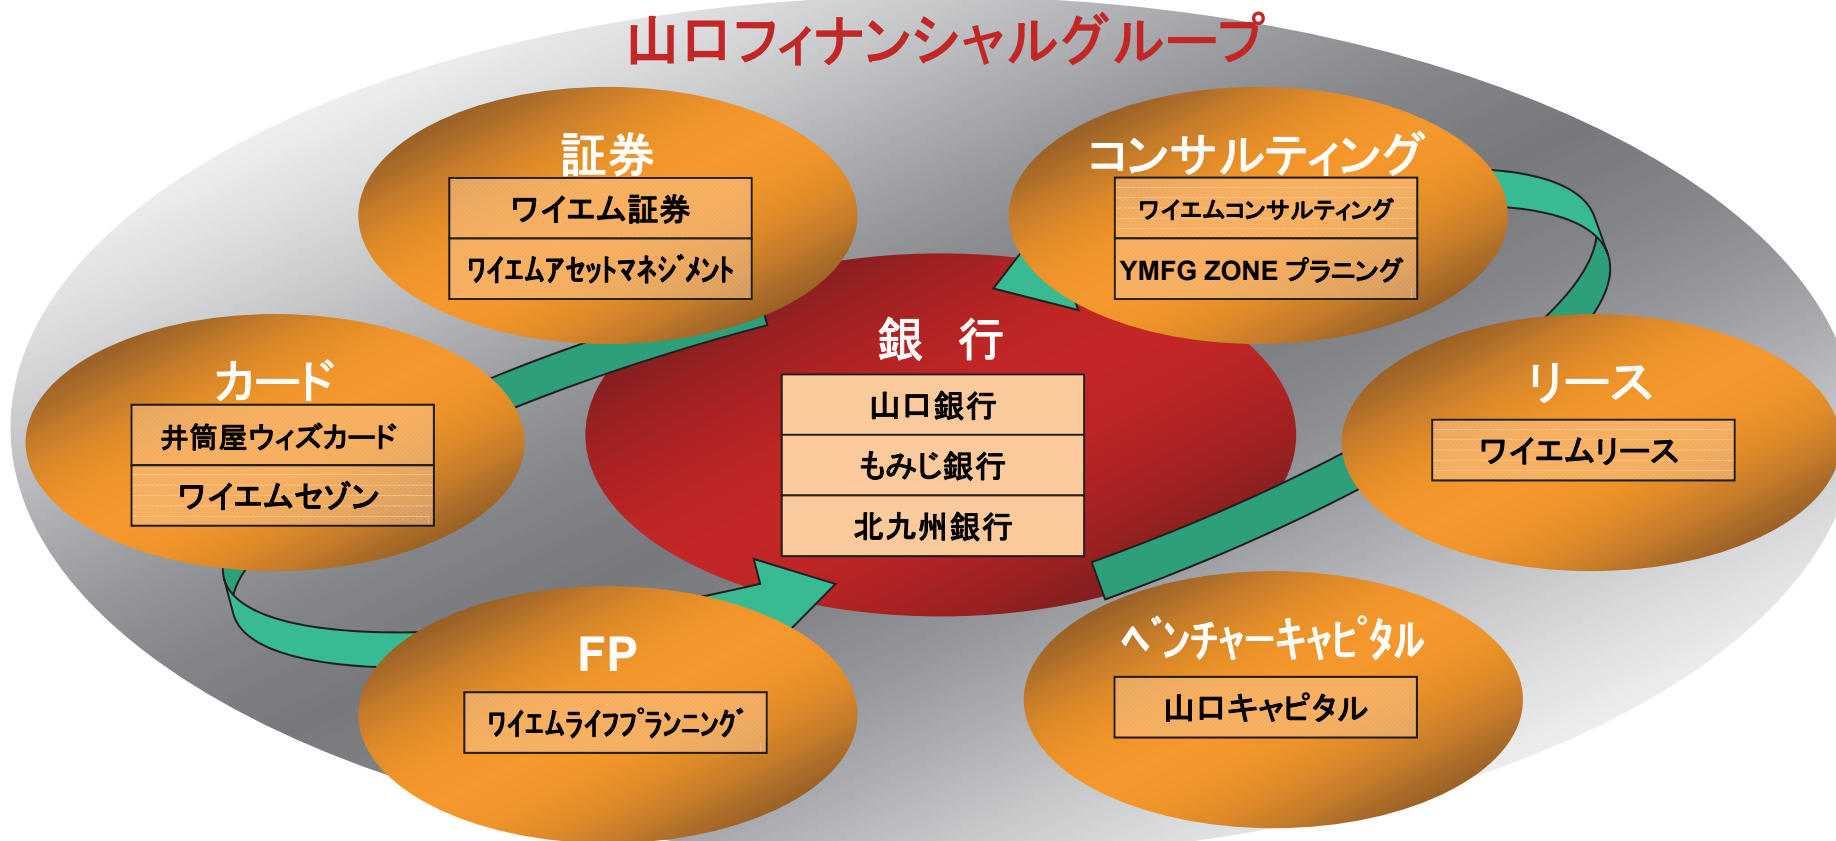 山口フィナンシャルグループ
証券
ワイエム証券
ワイエムアセットマネジメント
コンサルティング
ワイエムコンサルティング
YMFG ZONE プラニング
銀 行
山口銀行
もみじ銀行
北九州銀行
カード
井筒屋ウィズカード
ワイエムセゾン
リース
ワイエムリース
FP
ワイエムライフプランニング
ベンチャーキャピタル
山口キャピタル